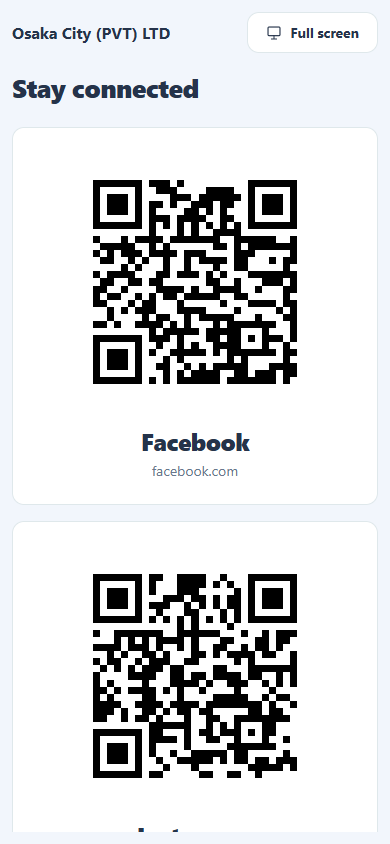 Osaka City (PVT) LTD
Full screen
Stay connected
Facebook
facebook.com